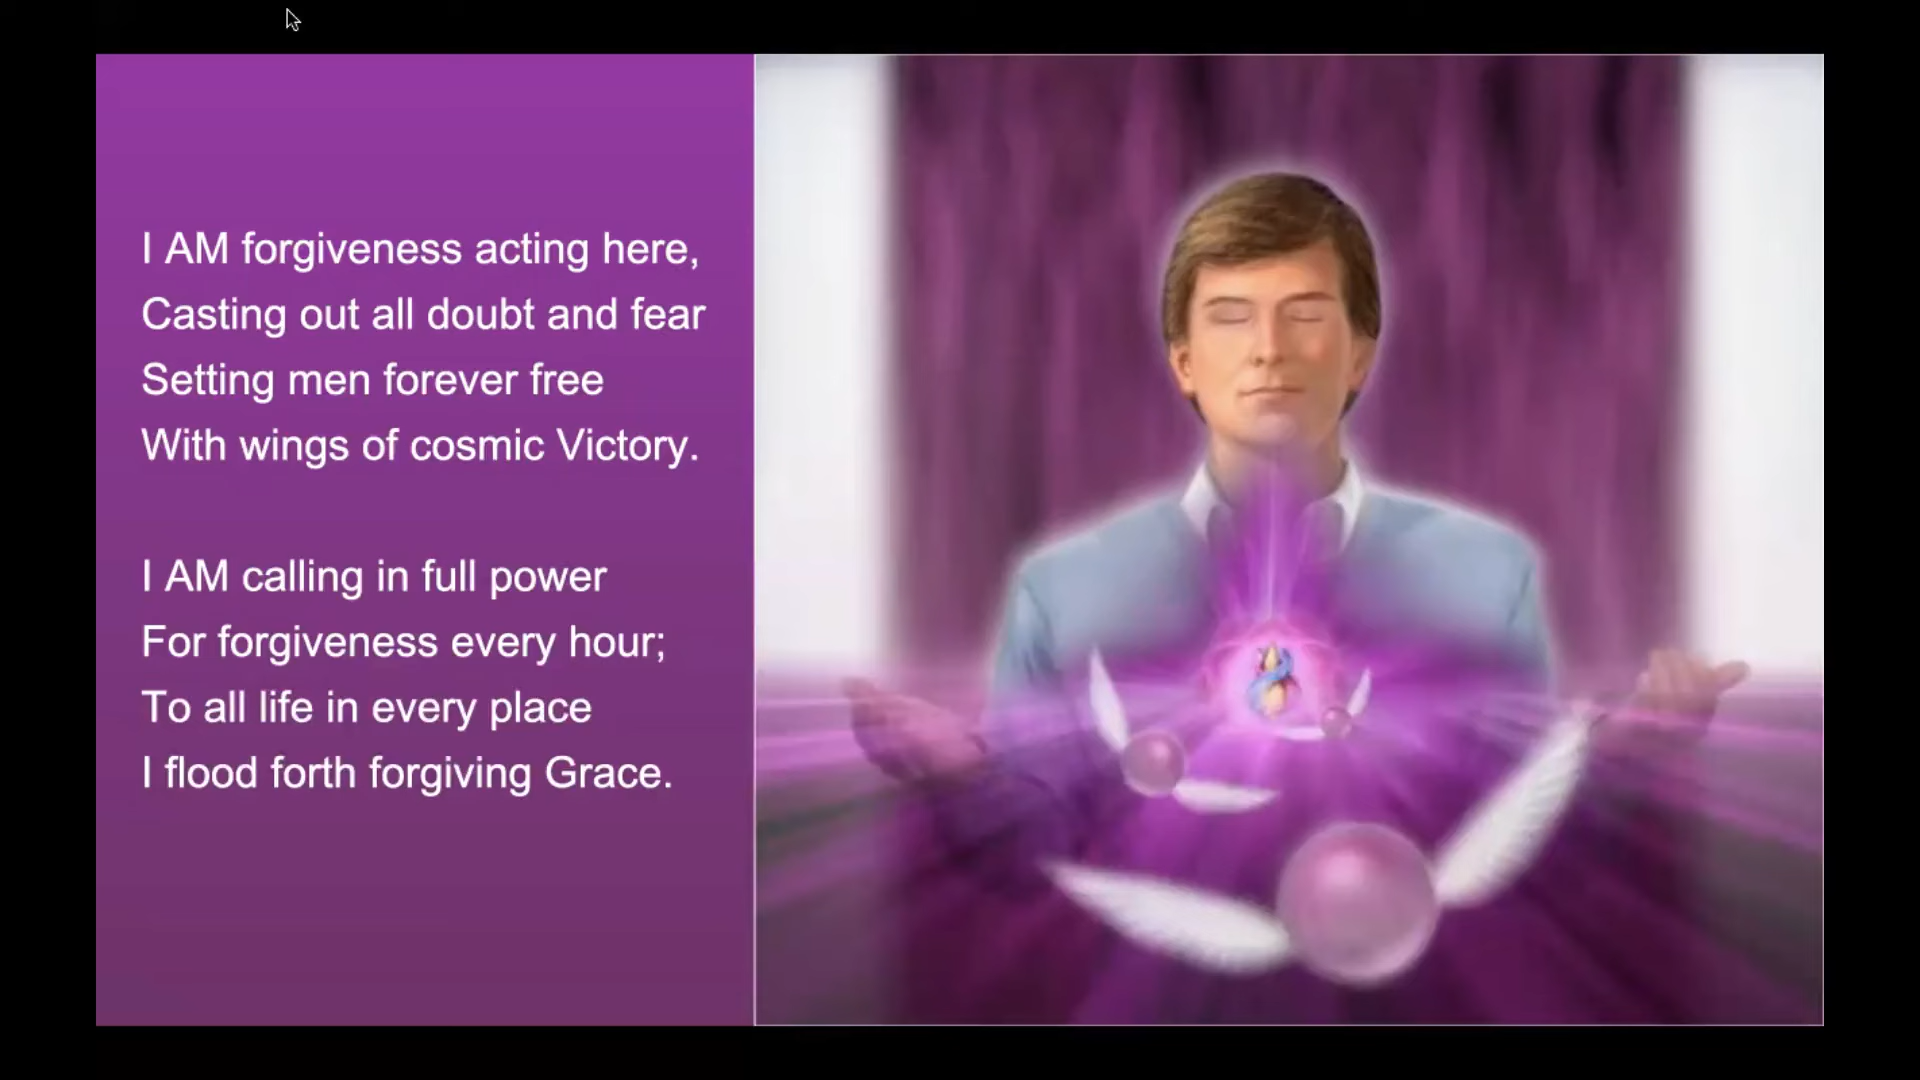 I AM forgiveness acting here,
Casting out all doubt and fear
Setting men forever free
With wings of cosmic Victory.
I AM calling in full power
For forgiveness every hour;
To all life in every place
I flood forth forgiving Grace.